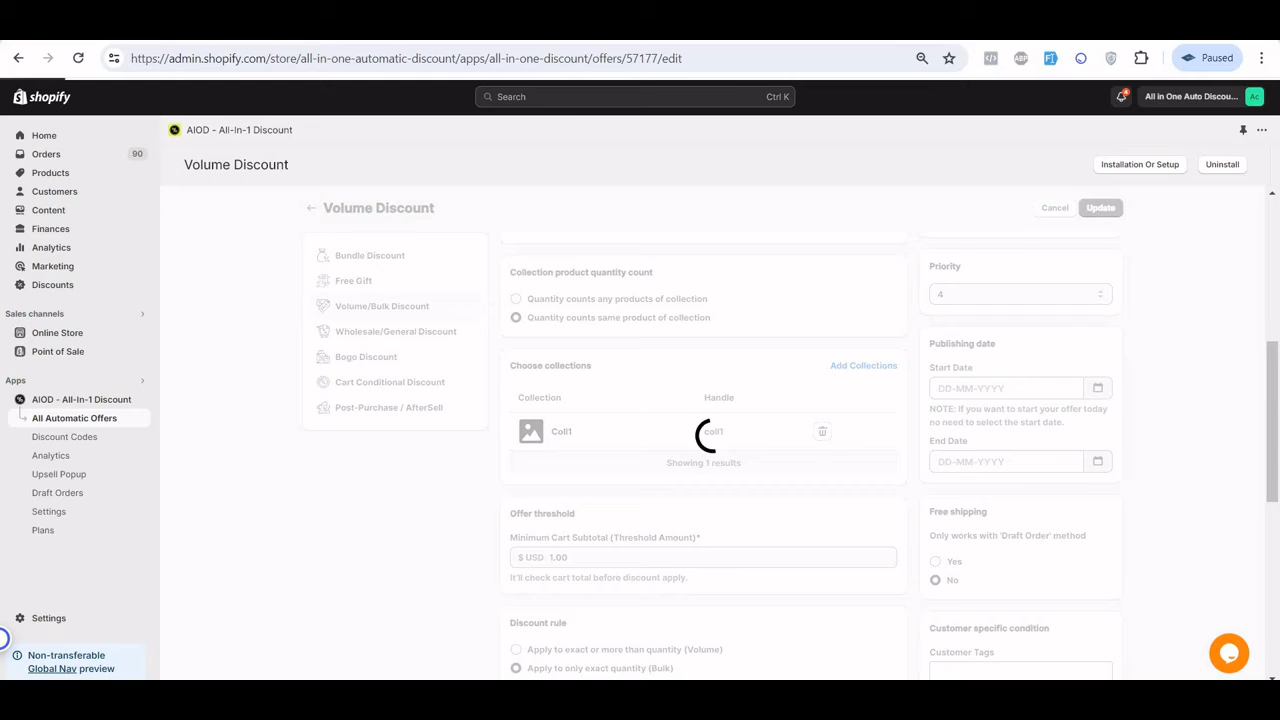 https://admin.shopify.com/store/all-in-one-automatic-discount/apps/all-in-one-discount/offers/57177/edit
ABP
Paused
shopify
Search
Ctrl K
4
All in One Auto Discou...
Ac
Home
Orders
90
Products
Customers
Content
Finances
Analytics
Marketing
Discounts
Sales channels
Online Store
Point of Sale
Apps
AIOD - All-In-1 Discount
All Automatic Offers
Discount Codes
Analytics
Upsell Popup
Draft Orders
Settings
Plans
Settings
Non-transferable
Global Nav preview
AIOD - All-In-1 Discount
Volume Discount
Installation Or Setup
Uninstall
Volume Discount
Cancel
Update
Bundle Discount
Free Gift
Volume/Bulk Discount
Wholesale/General Discount
Bogo Discount
Cart Conditional Discount
Post-Purchase / AfterSell
Collection product quantity count
Quantity counts any products of collection
Quantity counts same product of collection
Choose collections
Add Collections
Collection
Handle
Coll1
coll1
Showing 1 results
Offer threshold
Minimum Cart Subtotal (Threshold Amount)*
$ USD 1.00
It'll check cart total before discount apply.
Discount rule
Apply to exact or more than quantity (Volume)
Apply to only exact quantity (Bulk)
Priority
4
Publishing date
Start Date
DD-MM-YYYY
NOTE: If you want to start your offer today
no need to select the start date.
End Date
DD-MM-YYYY
Free shipping
Only works with 'Draft Order' method
Yes
No
Customer specific condition
Customer Tags